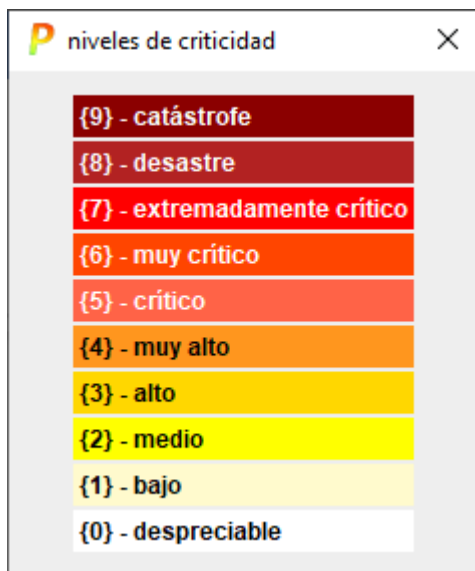 P niveles de criticidad
{9} - catástrofe
{8} - desastre
{7} - extremadamente crítico
{6} - muy crítico
{5} - crítico
{4} - muy alto
{3} - alto
{2} - medio
{1} - bajo
{0} - despreciable